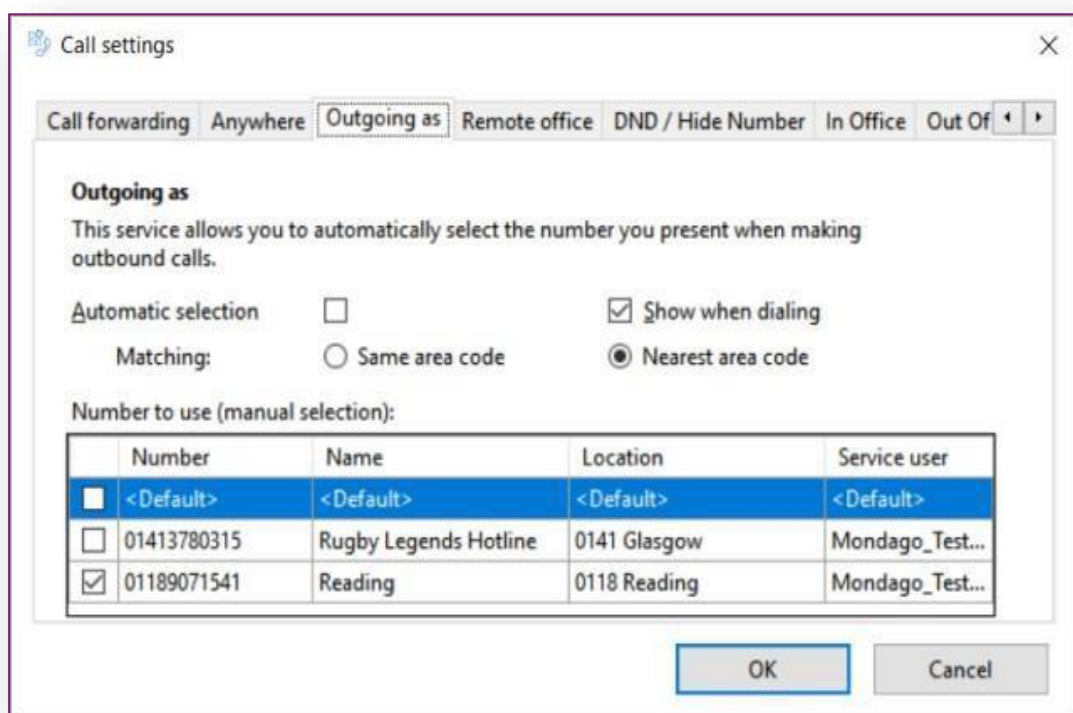 Call settings
Call forwarding Anywhere Outgoing as Remote office DND / Hide Number In Office Out Of
Outgoing as
This service allows you to automatically select the number you present when making
outbound calls.
Automatic selection Show when dialing
Matching: Same area code Nearest area code
Number to use (manual selection):
Number Name Location Service user
<Default> <Default> <Default> <Default>
01413780315 Rugby Legends Hotline 0141 Glasgow Mondago_Test...
01189071541 Reading 0118 Reading Mondago_Test...
OK Cancel